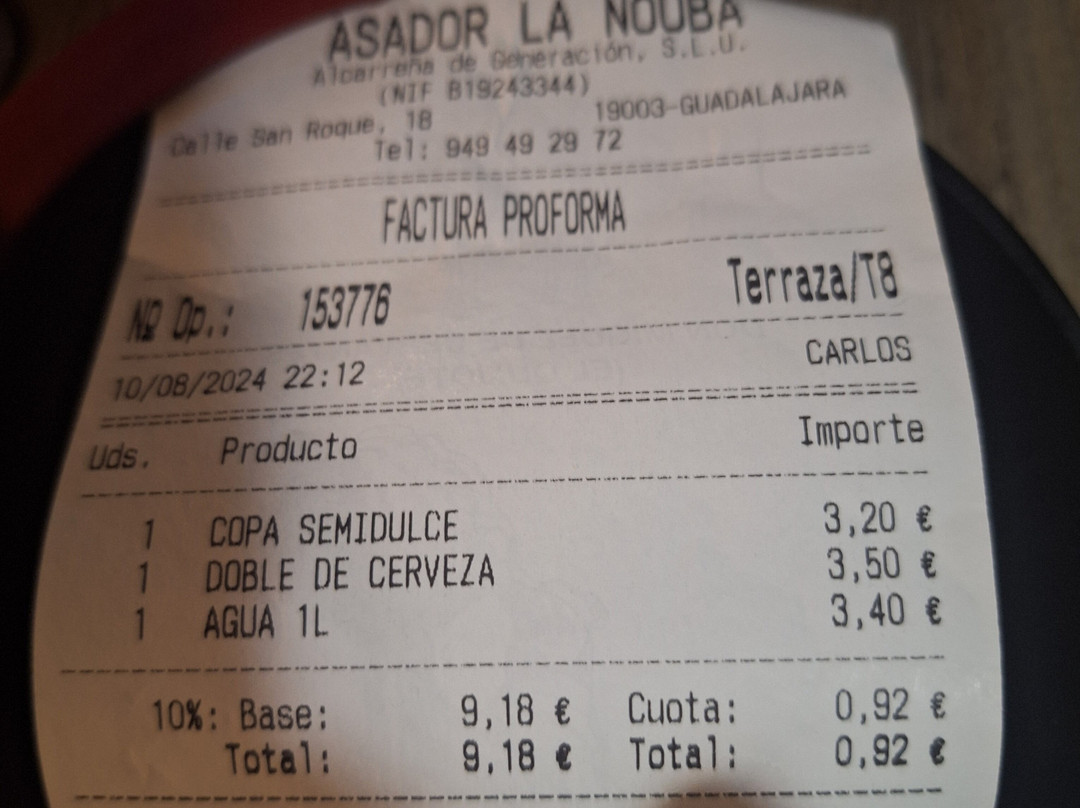 ASADOR LA NOUBA
Alcarreña de Generación, S.L.U.
(NIF B19243344)
Calle San Roque, 18 19003-GUADALAJARA
Tel: 949 49 29 72
FACTURA PROFORMA
Nº Op.: 153776 Terraza/T8
10/08/2024 22:12 CARLOS
Uds. Producto Importe
1 COPA SEMIDULCE 3,20 €
1 DOBLE DE CERVEZA 3,50 €
1 AGUA 1L 3,40 €
10%: Base: 9,18 € Cuota: 0,92 €
Total: 9,18 € Total: 0,92 €